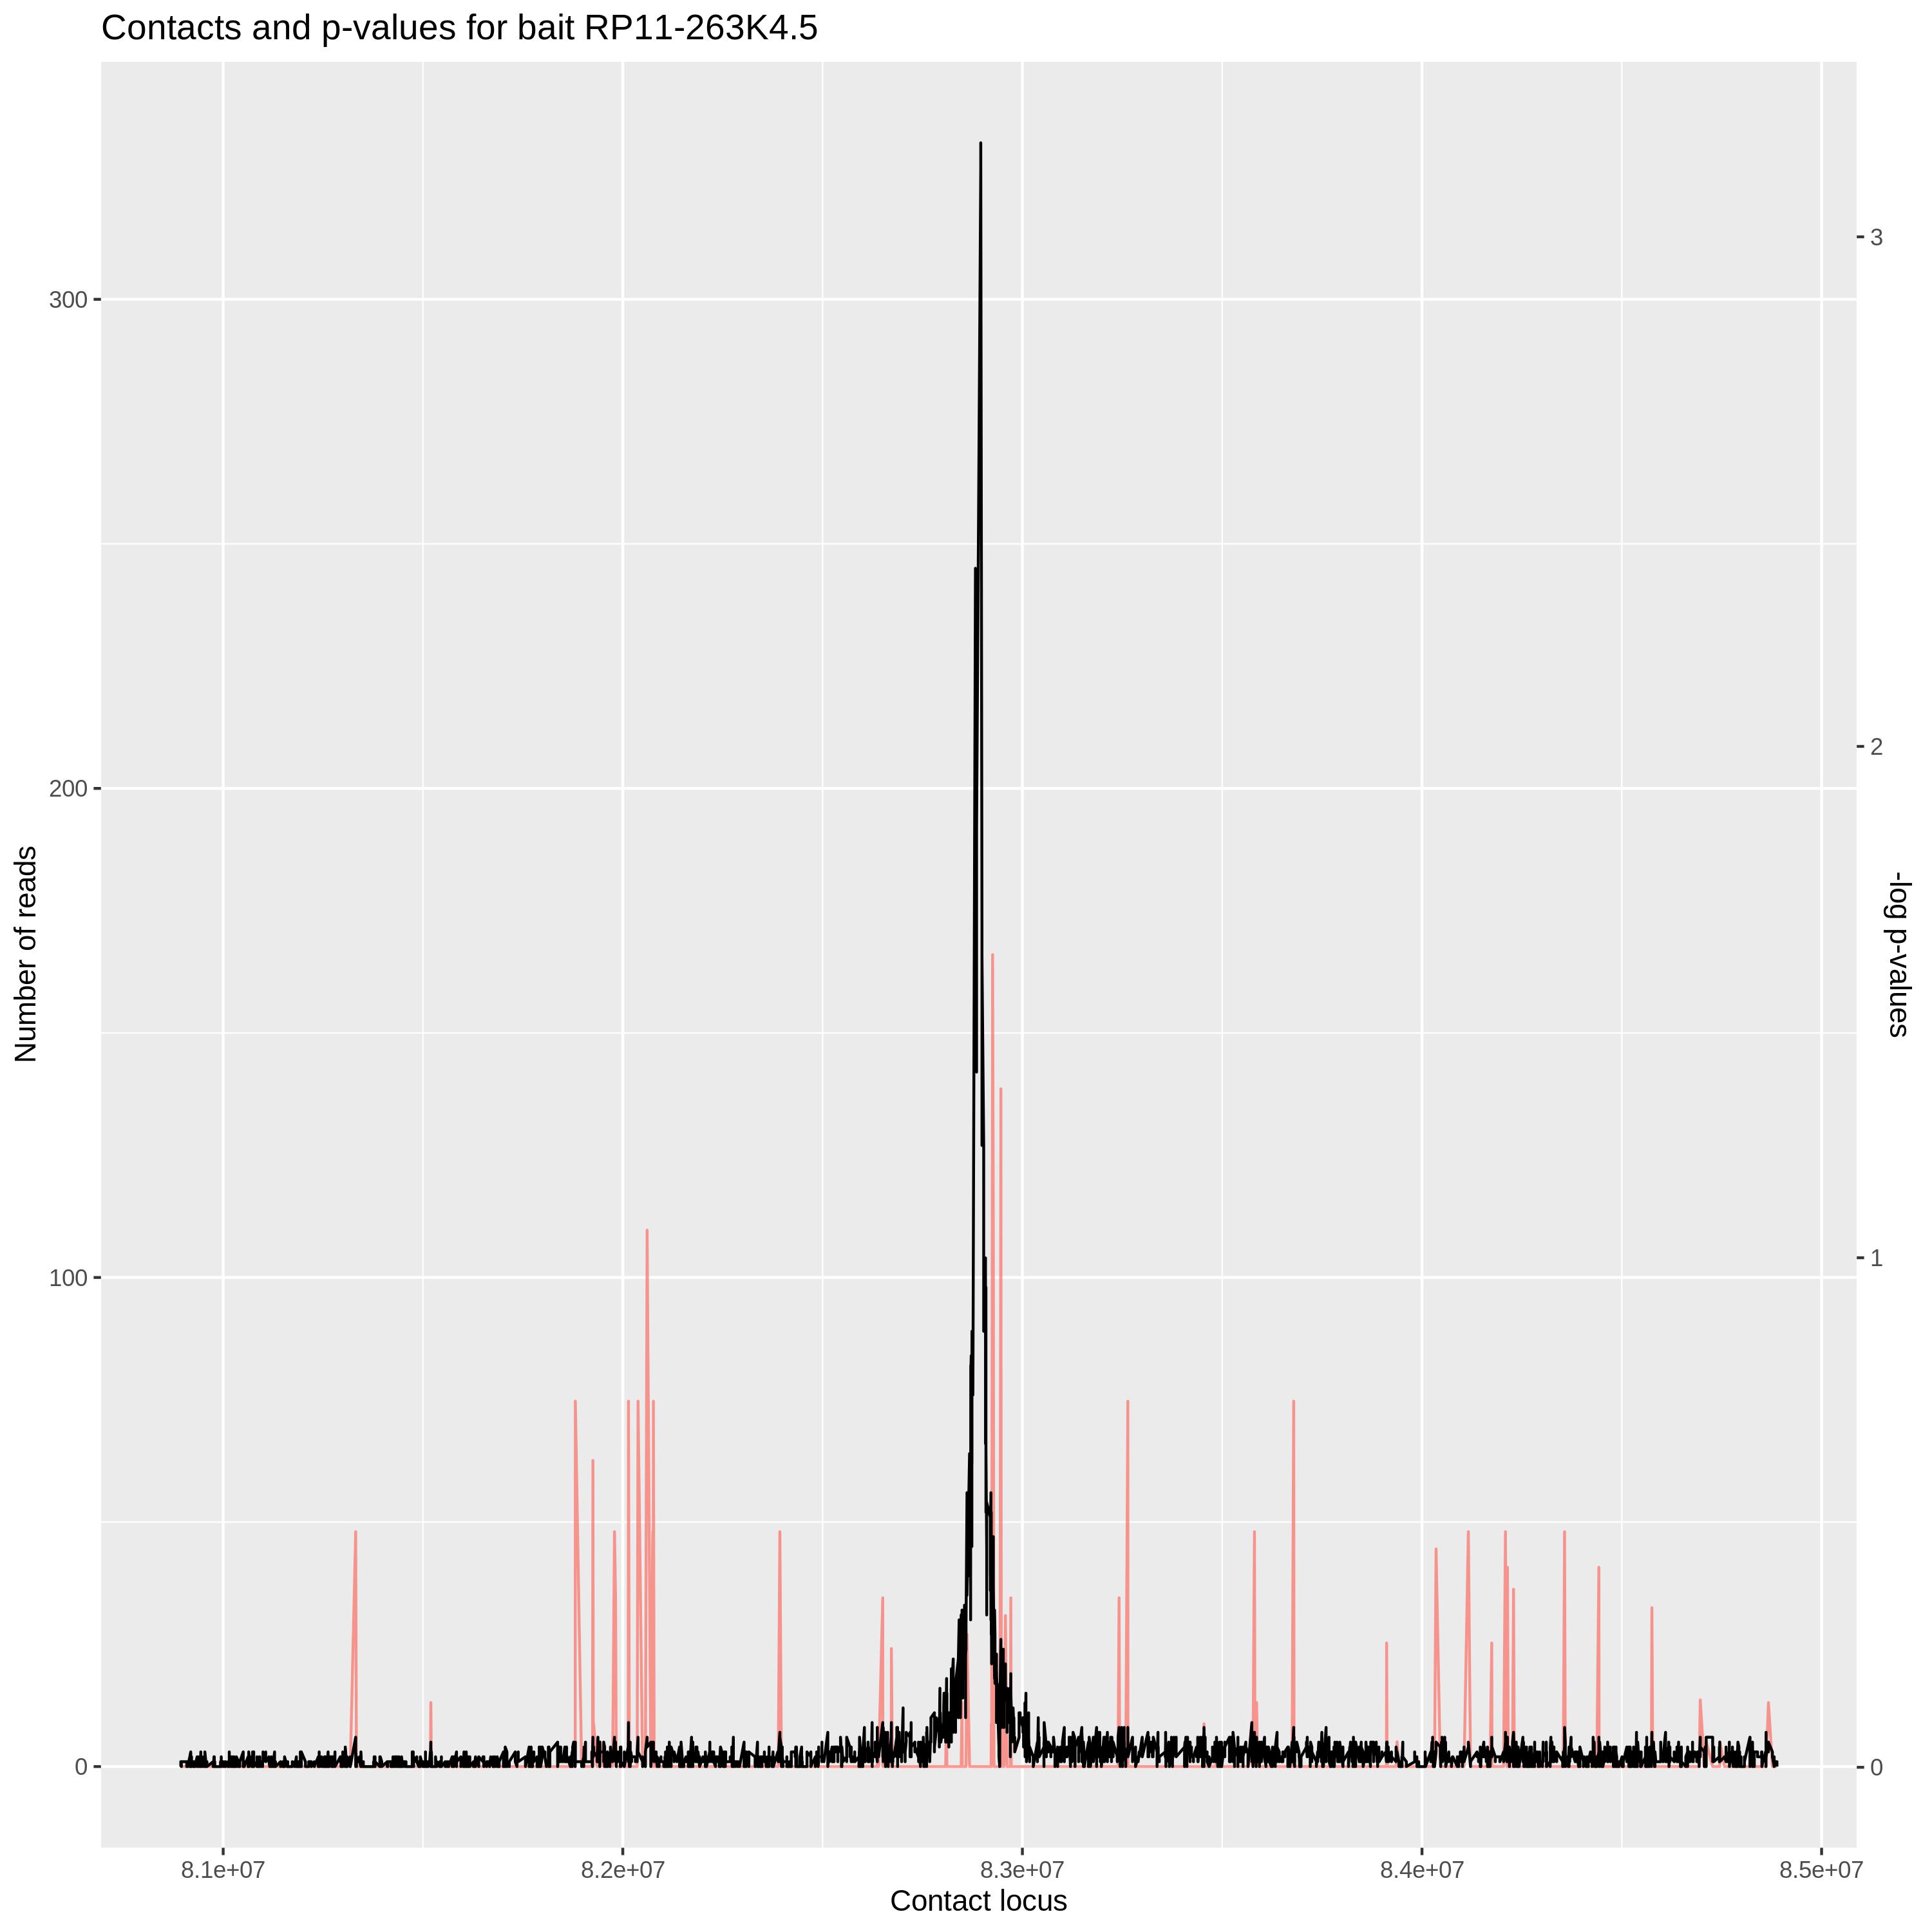 Contacts and p-values for bait RP11-263K4.5
Number of reads
300
200
100
0
3
2
1
0
-log p-values
8.1e+07
8.2e+07
8.3e+07
8.4e+07
8.5e+07
Contact locus